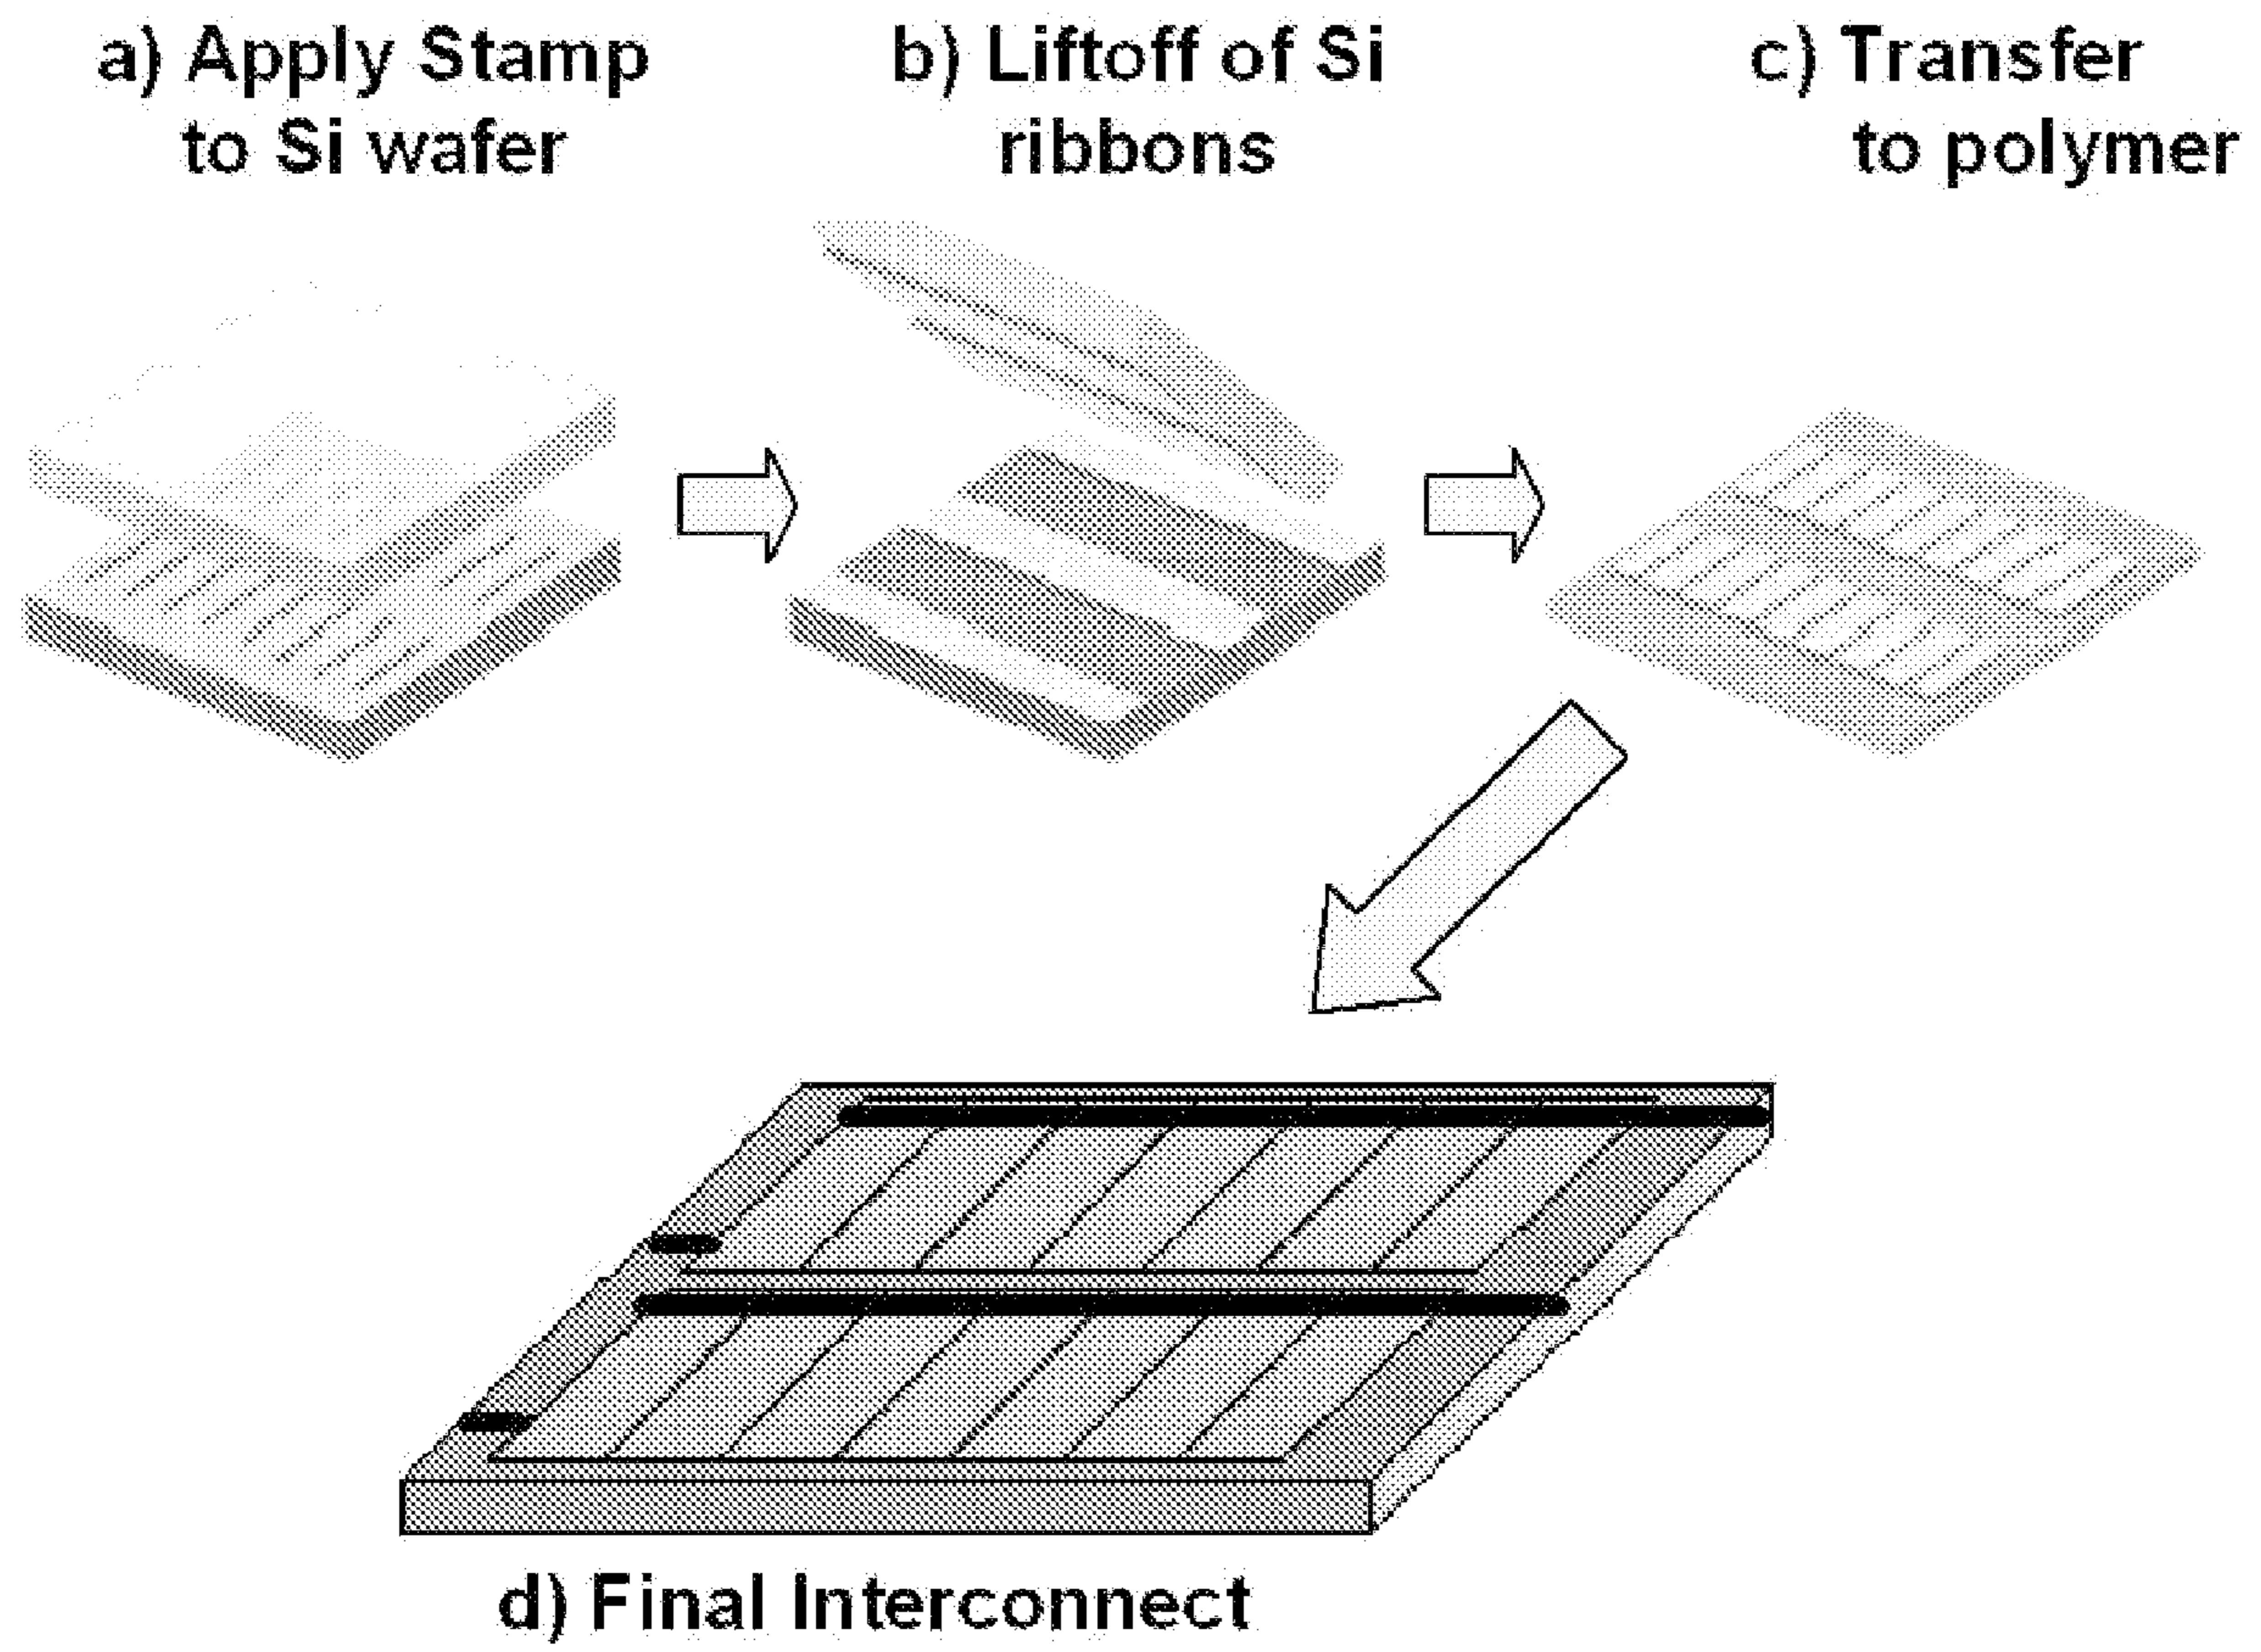 a) Apply Stamp
to Si wafer
b) Liftoff of Si
ribbons
c) Transfer
to polymer
d) Final Interconnect